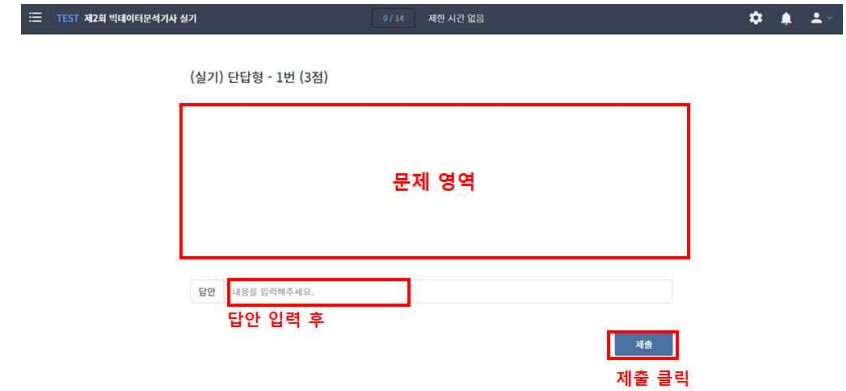 TEST 제2회 빅데이터분석기사 실기 0 / 14 제한 시간 없음
(실기) 단답형 - 1번 (3점)
문제 영역
답안 내용을 입력해주세요.
답안 입력 후
제출
제출 클릭